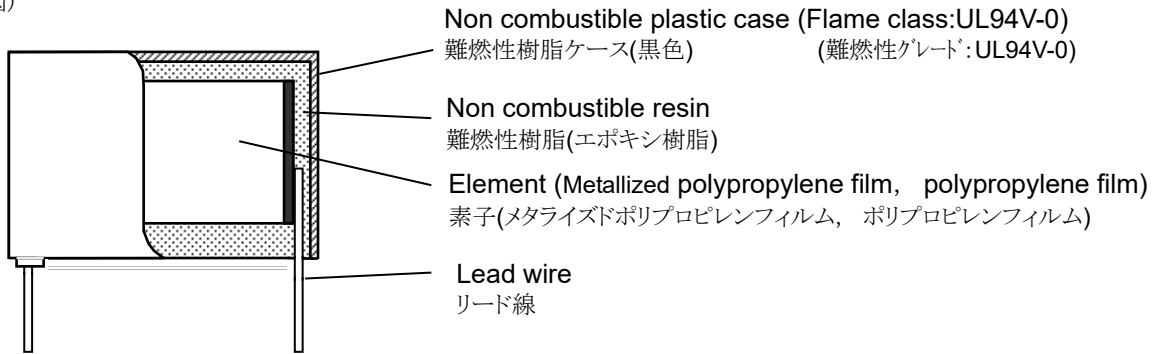 Non combustible plastic case (Flame class:UL94V-0)
難燃性樹脂ケース(黒色) (難燃性グレード:UL94V-0)
Non combustible resin
難燃性樹脂(エポキシ樹脂)
Element (Metallized polypropylene film, polypropylene film)
素子(メタライズドポリプロピレンフィルム, ポリプロピレンフィルム)
Lead wire
リード線